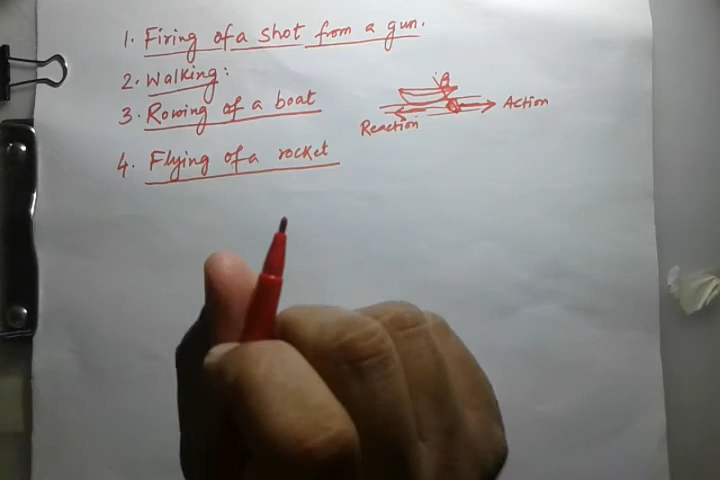 1. Firing of a shot from a gun.
2. Walking:
3. Rowing of a boat
Action
Reaction
4. Flying of a rocket